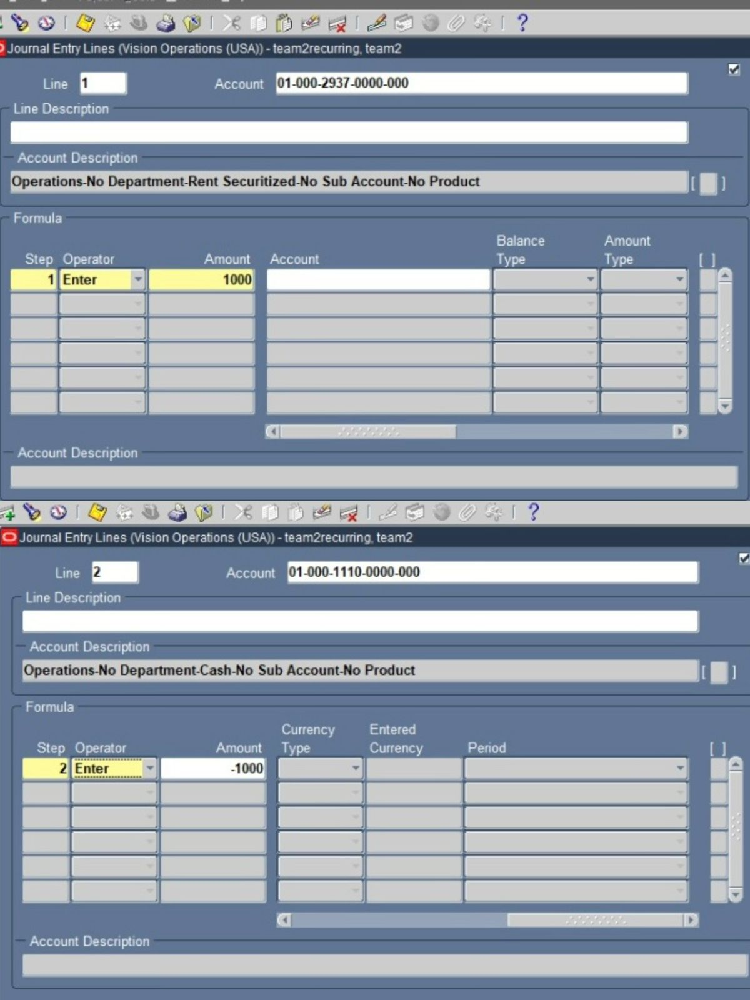 Journal Entry Lines (Vision Operations (USA)) - team2recurring, team2
Line 1 Account 01-000-2937-0000-000
Line Description
Account Description
Operations-No Department-Rent Securitized-No Sub Account-No Product [ ]
Formula
Balance Amount
Step Operator Amount Account Type Type [ ]
1 Enter 1000
Account Description
?
Journal Entry Lines (Vision Operations (USA)) - team2recurring, team2
Line 2 Account 01-000-1110-0000-000
Line Description
Account Description
Operations-No Department-Cash-No Sub Account-No Product [ ]
Formula
Currency Entered
Step Operator Amount Type Currency Period [ ]
2 Enter -1000
Account Description